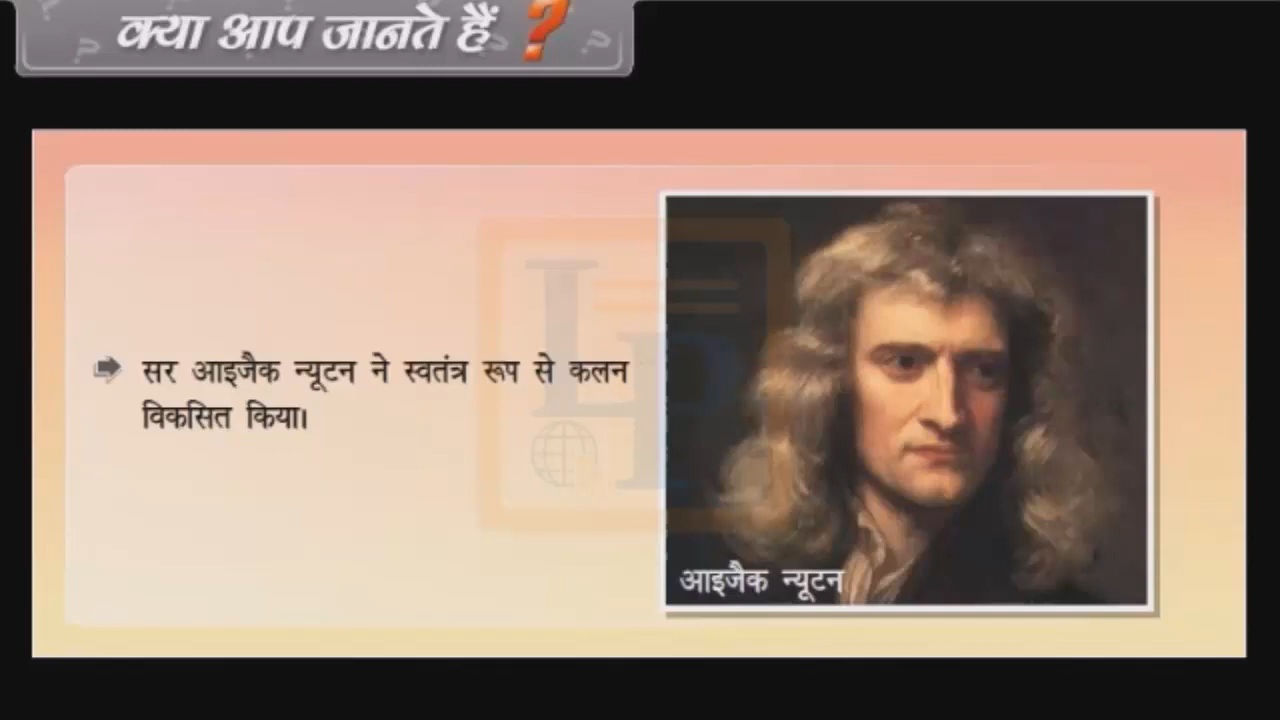 क्या आप जानते हैं ?
सर आइजैक न्यूटन ने स्वतंत्र रूप से कलन
विकसित किया।
आइजैक न्यूटन